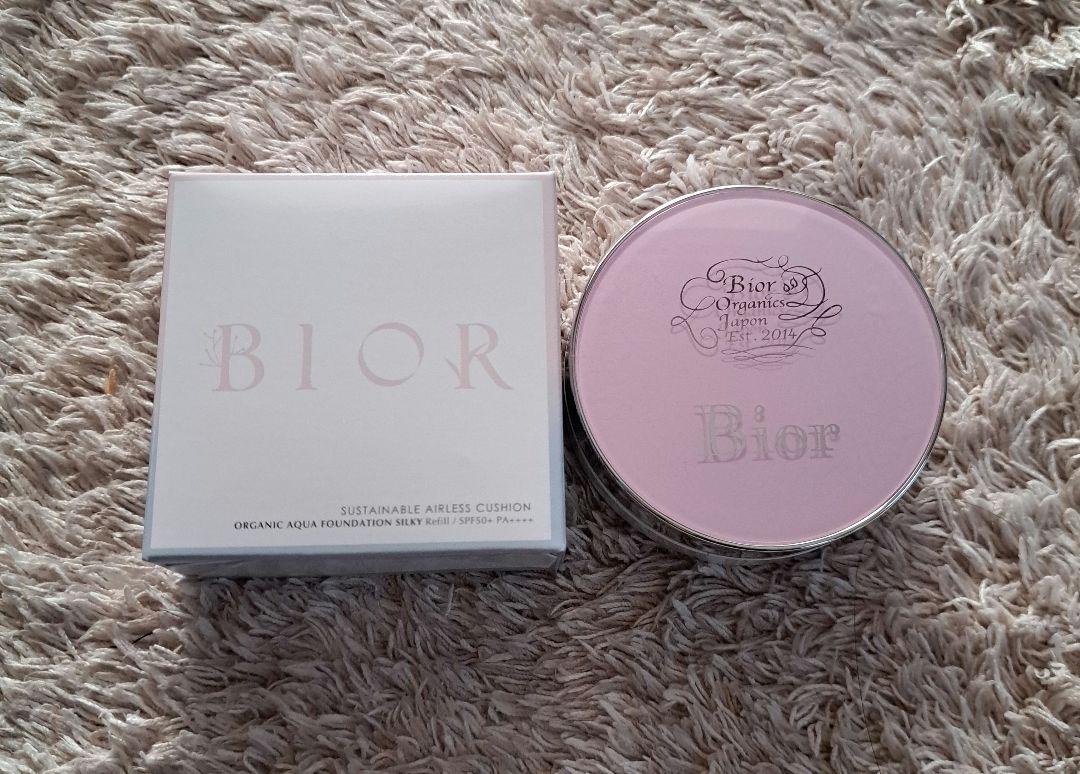 BIOR
SUSTAINABLE AIRLESS CUSHION
ORGANIC AQUA FOUNDATION SILKY Refill / SPF50+ PA++++
Bior
Organics
Japon
Est. 2014
Bior